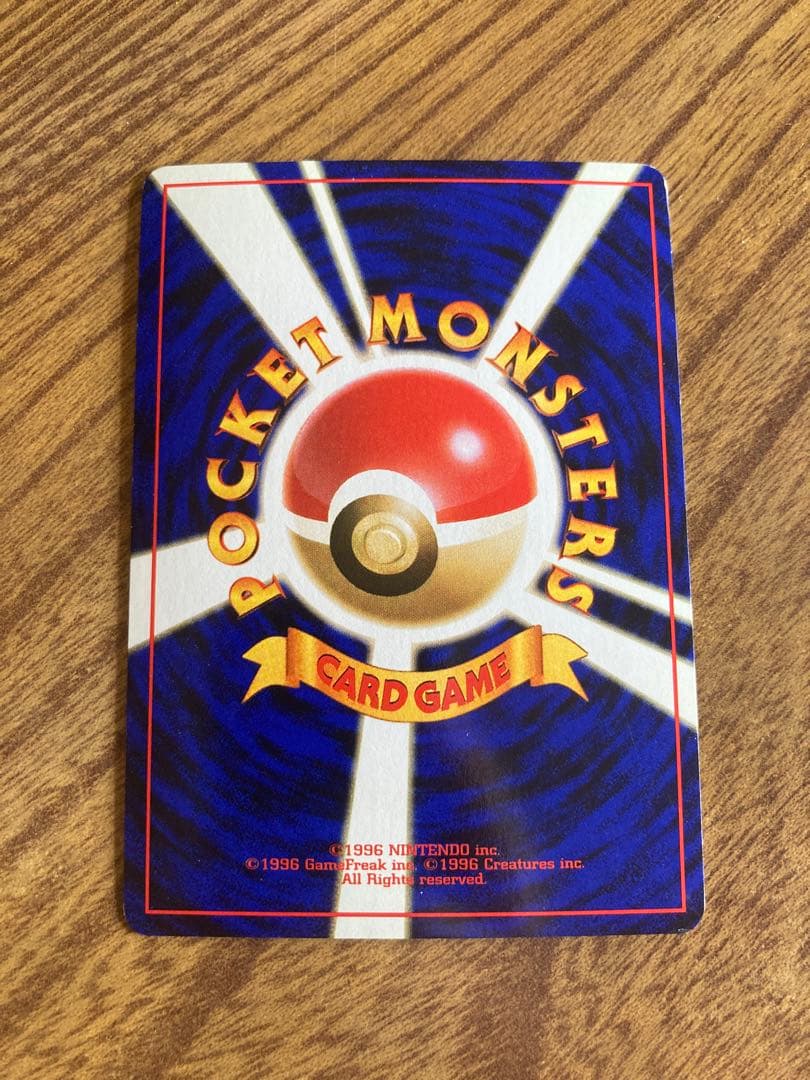 POCKET MONSTERS
CARD GAME
©1996 NINTENDO inc.
©1996 GameFreak inc. ©1996 Creatures inc.
All Rights reserved.